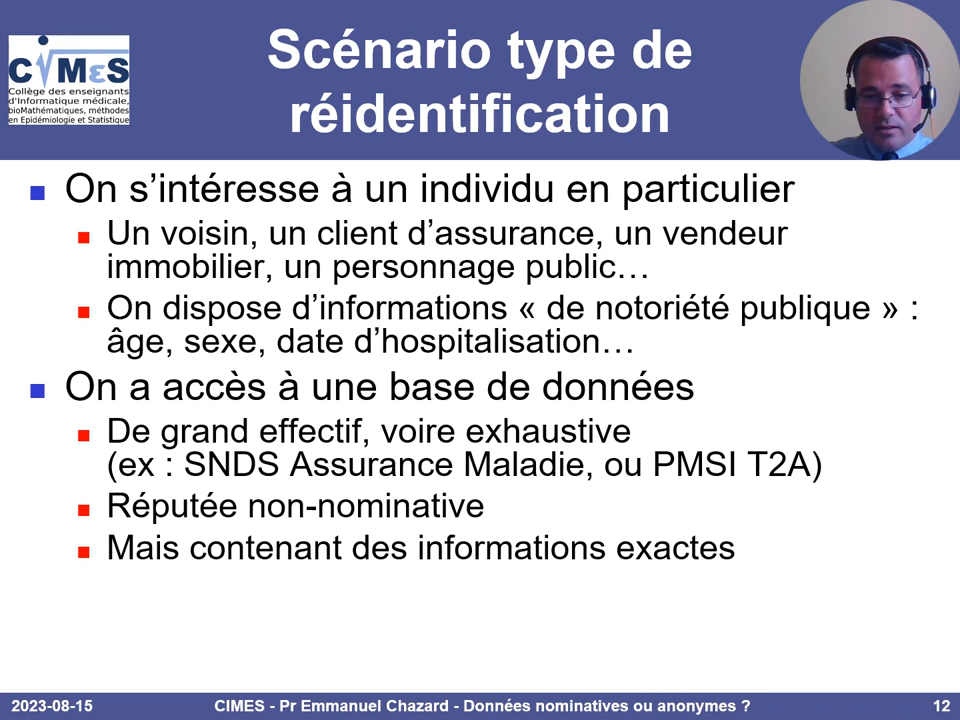 Scénario type de
réidentification
CIMεS
Collège des enseignants
d'Informatique médicale,
bioMathématiques, méthodes
en Epidémiologie et Statistique
On s’intéresse à un individu en particulier
Un voisin, un client d’assurance, un vendeur
immobilier, un personnage public…
On dispose d’informations « de notoriété publique » :
âge, sexe, date d’hospitalisation…
On a accès à une base de données
De grand effectif, voire exhaustive
(ex : SNDS Assurance Maladie, ou PMSI T2A)
Réputée non-nominative
Mais contenant des informations exactes
2023-08-15
CIMES - Pr Emmanuel Chazard - Données nominatives ou anonymes ?
12